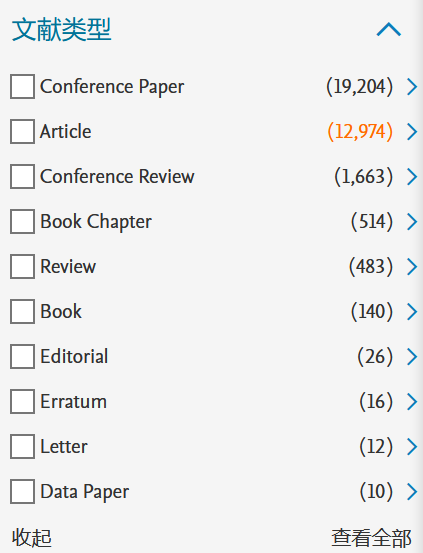 文献类型
Conference Paper (19,204)
Article (12,974)
Conference Review (1,663)
Book Chapter (514)
Review (483)
Book (140)
Editorial (26)
Erratum (16)
Letter (12)
Data Paper (10)
收起 查看全部